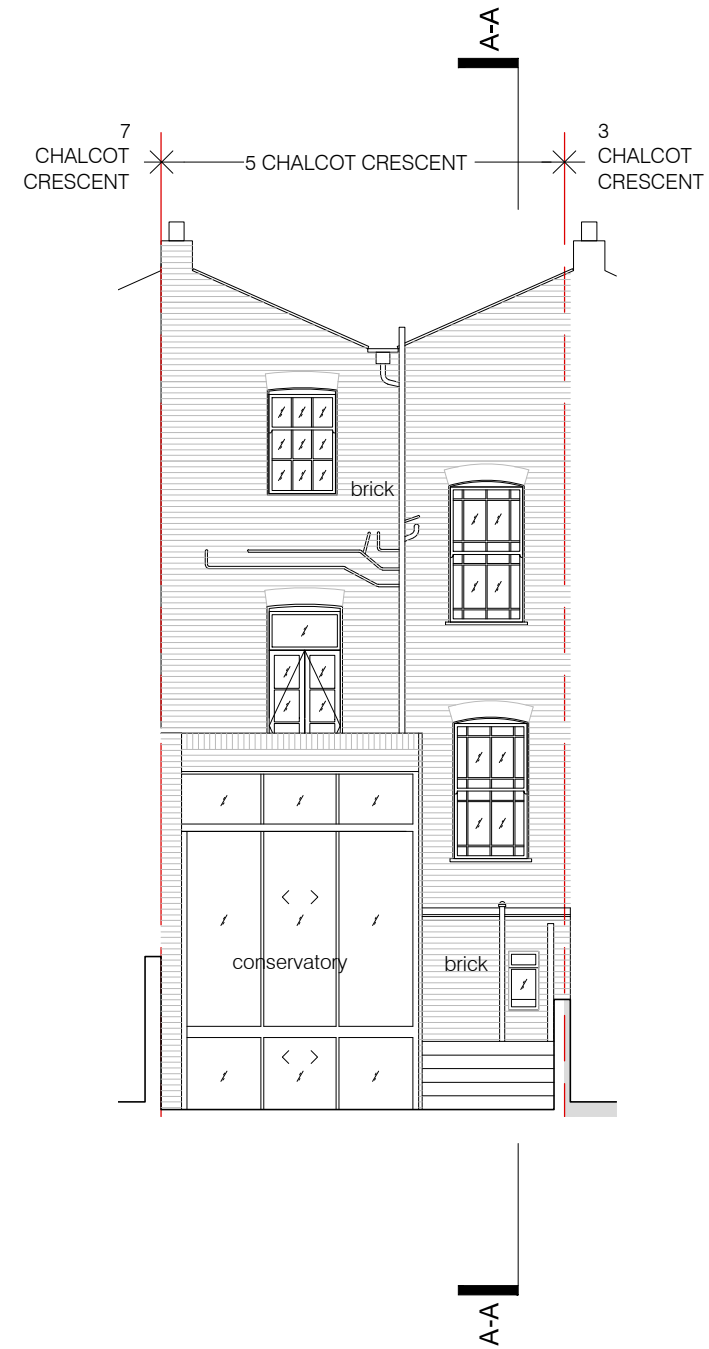 A-A
7
CHALCOT
CRESCENT
5 CHALCOT CRESCENT
3
CHALCOT
CRESCENT
brick
conservatory
brick
A-A